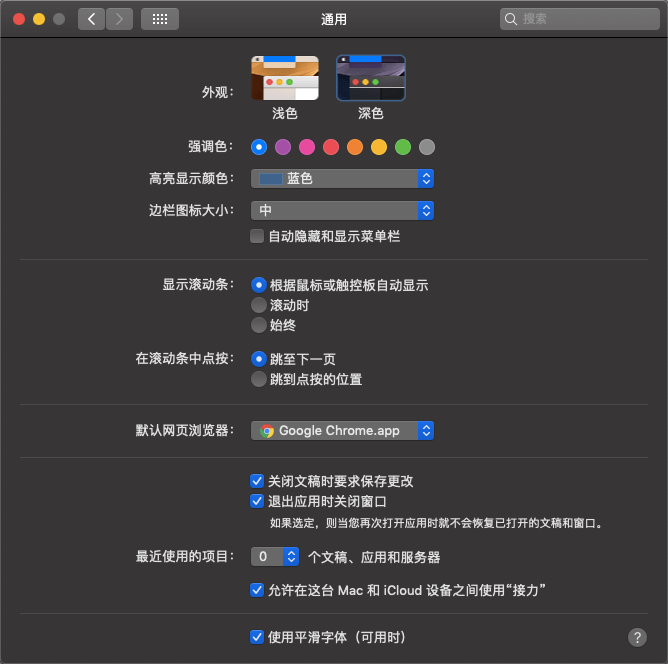 通用
搜索
外观：
浅色
深色
强调色：
高亮显示颜色：
蓝色
边栏图标大小：
中
自动隐藏和显示菜单栏
显示滚动条：
根据鼠标或触控板自动显示
滚动时
始终
在滚动条中点按：
跳至下一页
跳到点按的位置
默认网页浏览器：
Google Chrome.app
关闭文稿时要求保存更改
退出应用时关闭窗口
如果选定，则当您再次打开应用时就不会恢复已打开的文稿和窗口。
最近使用的项目：
0
个文稿、应用和服务器
允许在这台 Mac 和 iCloud 设备之间使用“接力”
使用平滑字体（可用时）
?